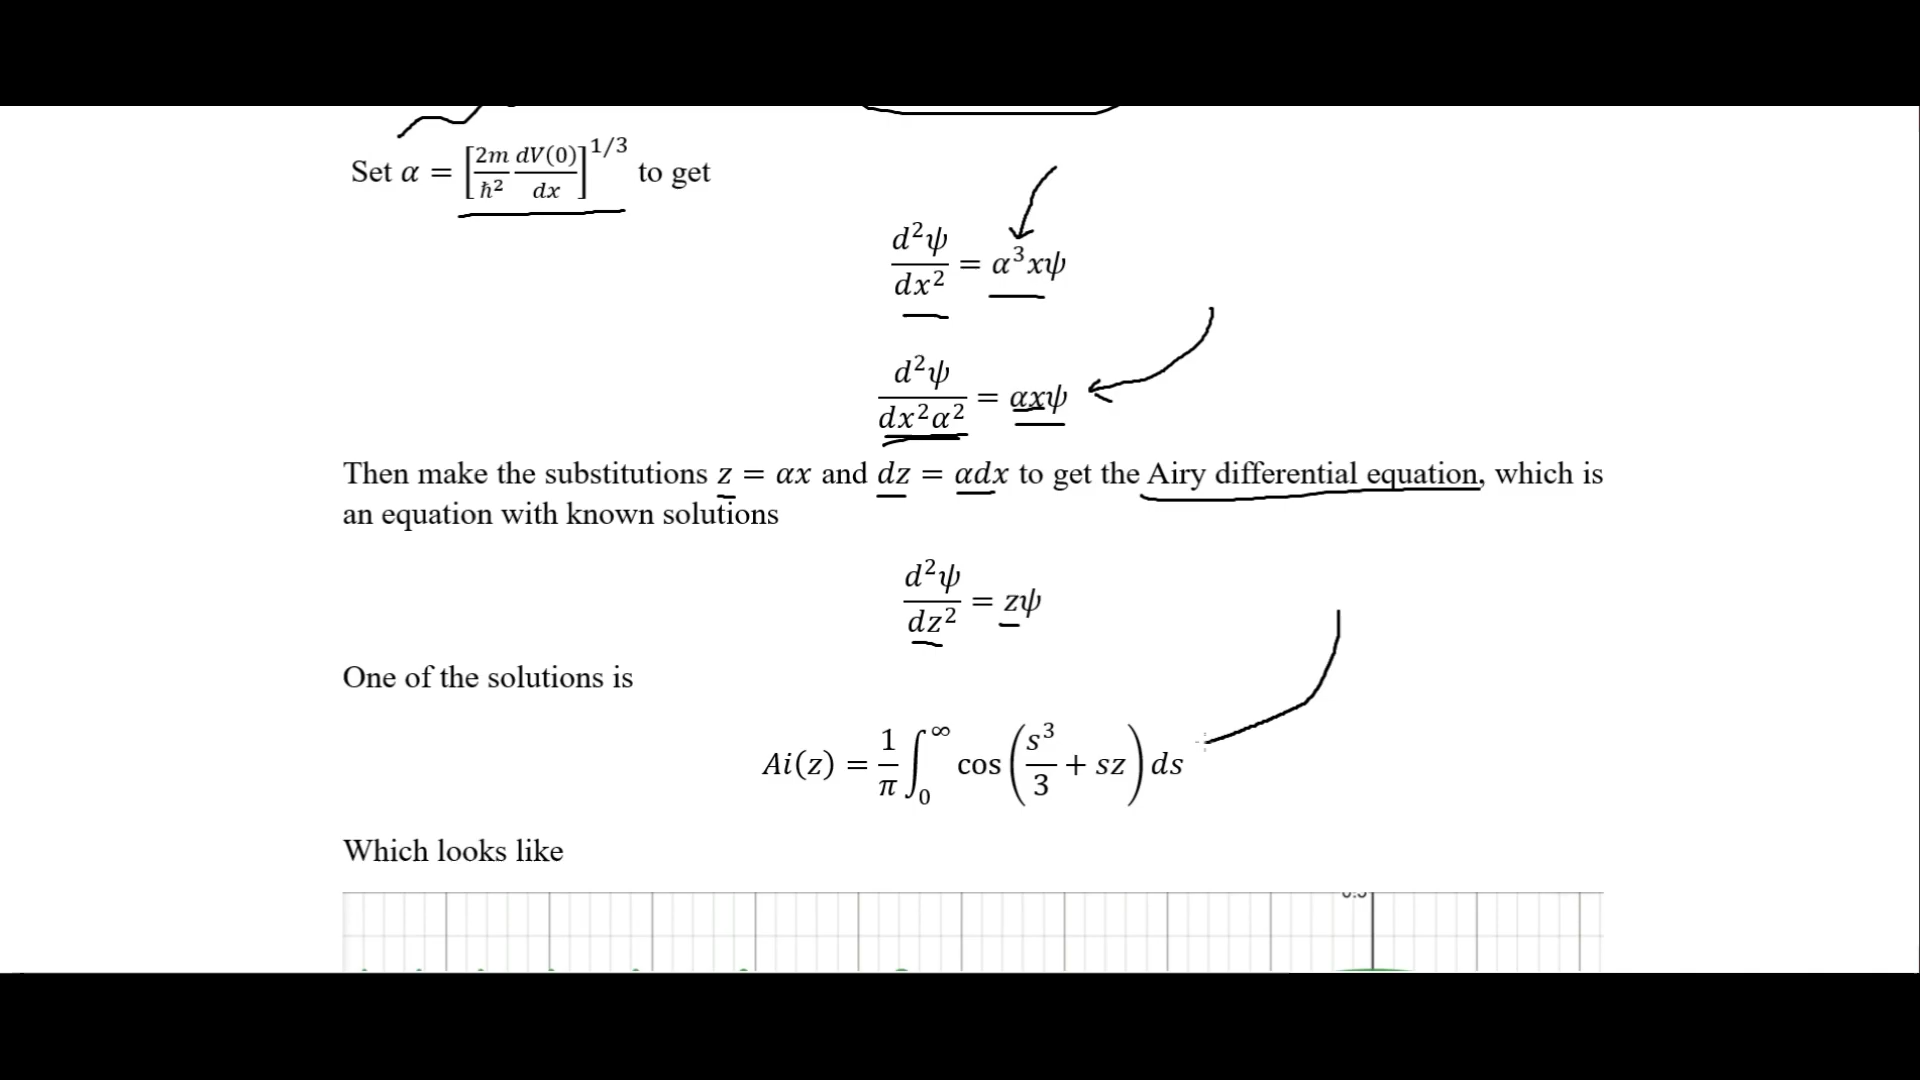 Set α = [2m/ħ² dV(0)/dx]^1/3 to get
d²ψ/dx² = α³xψ
d²ψ/dx²α² = αxψ
Then make the substitutions z = αx and dz = αdx to get the Airy differential equation, which is
an equation with known solutions
d²ψ/dz² = zψ
One of the solutions is
Ai(z) = 1/π ∫₀^∞ cos(s³/3 + sz) ds
Which looks like